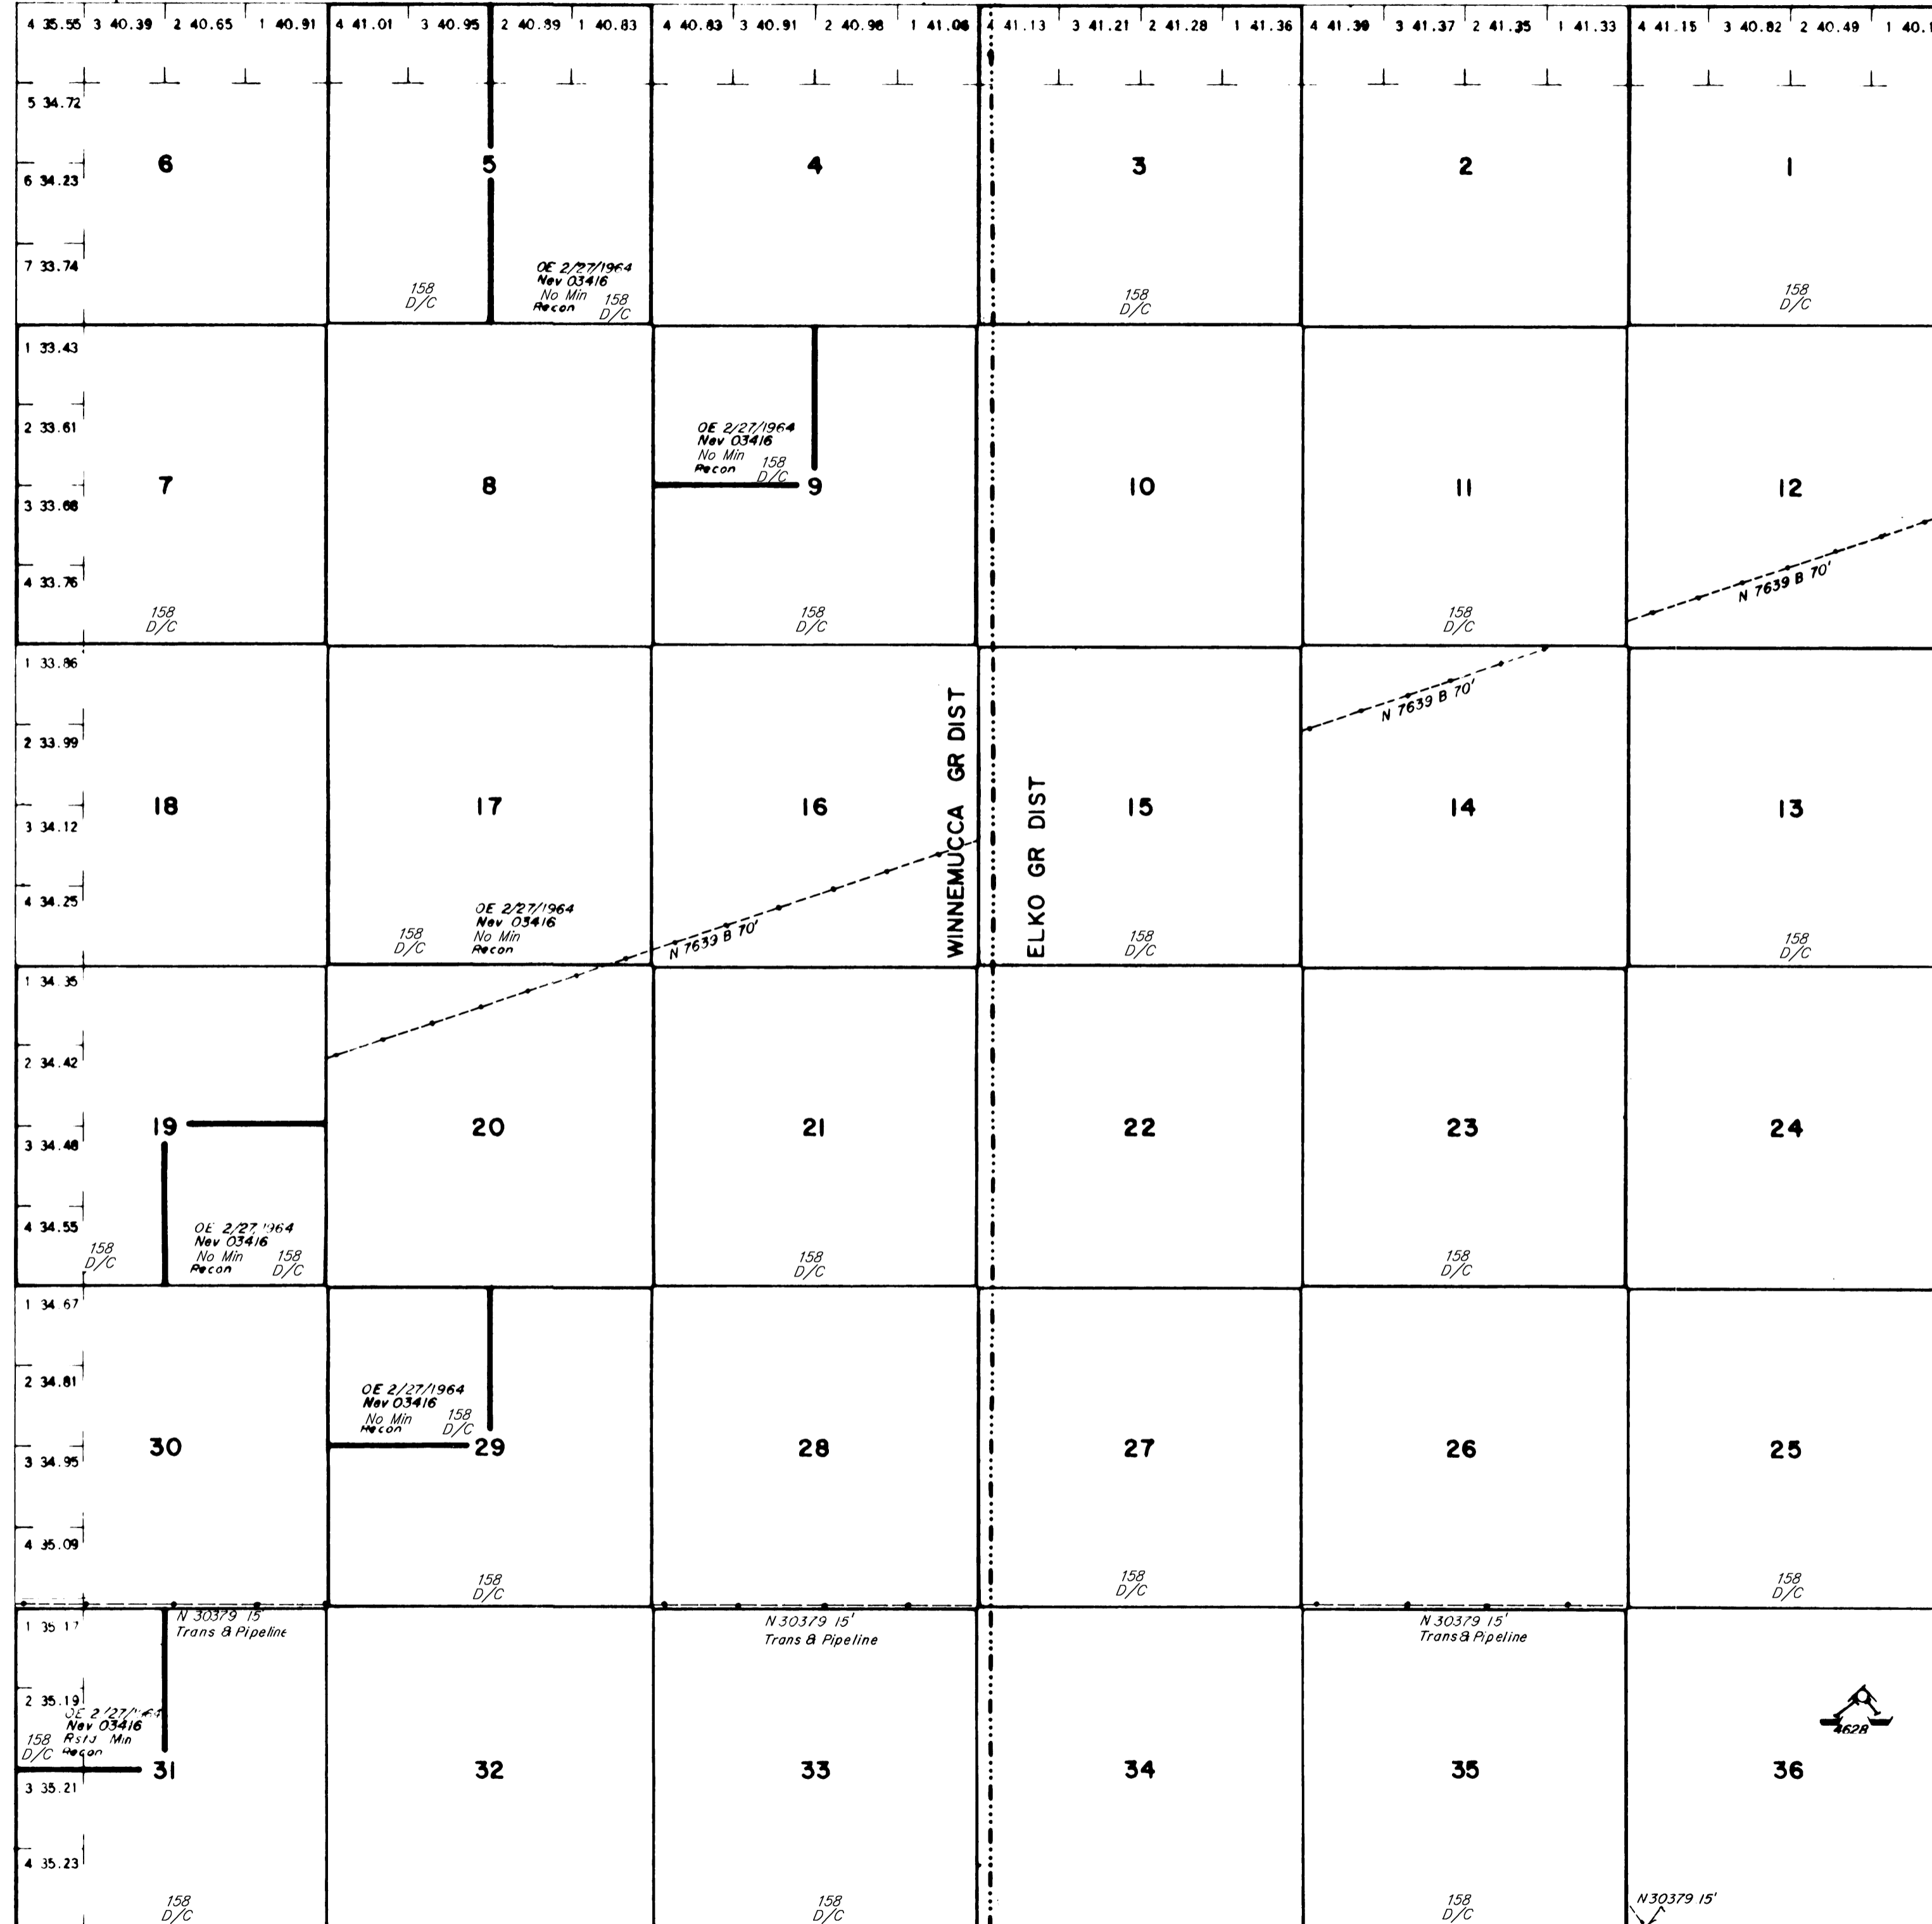 4 35.55 3 40.39 2 40.65 1 40.91 4 41.01 3 40.95 2 40.89 1 40.83 4 40.83 3 40.91 2 40.98 1 41.06 4 41.13 3 41.21 2 41.28 1 41.36 4 41.39 3 41.37 2 41.35 1 41.33 4 41.15 3 40.82 2 40.49 1
5 34.72
6 5 4 3 2 1
6 34.23
7 33.74
158
D/C
OE 2/27/1964
Nev 03416
No Min
Recon
158
D/C
158
D/C
158
D/C
1 33.43
2 33.61
OE 2/27/1964
Nev 03416
No Min
Recon
158
D/C
7 8 9 10 11 12
3 33.68
4 33.76
N 7639 B 70'
158
D/C
158
D/C
158
D/C
1 33.86
N 7639 B 70'
2 33.99
WINNEMUCCA GR DIST
ELKO GR DIST
18 17 16 15 14 13
3 34.12
4 34.25
158
D/C
OE 2/27/1964
Nev 03416
No Min
Recon
N 7639 B 70'
158
D/C
158
D/C
1 34.35
2 34.42
19 20 21 22 23 24
3 34.48
4 34.55
158
D/C
OE 2/27/1964
Nev 03416
No Min
Recon
158
D/C
158
D/C
158
D/C
1 34.67
2 34.81
OE 2/27/1964
Nev 03416
No Min
Recon
158
D/C
30 29 28 27 26 25
3 34.95
4 35.09
158
D/C
158
D/C
158
D/C
1 35.17
N 30379 15'
Trans & Pipeline
N 30379 15'
Trans & Pipeline
N 30379 15'
Trans & Pipeline
2 35.19
OE 2/27/1964
Nev 03416
Rstd Min
Recon
158
D/C
4628
31 32 33 34 35 36
3 35.21
4 35.23
158
D/C
158
D/C
158
D/C
N 30379 15'